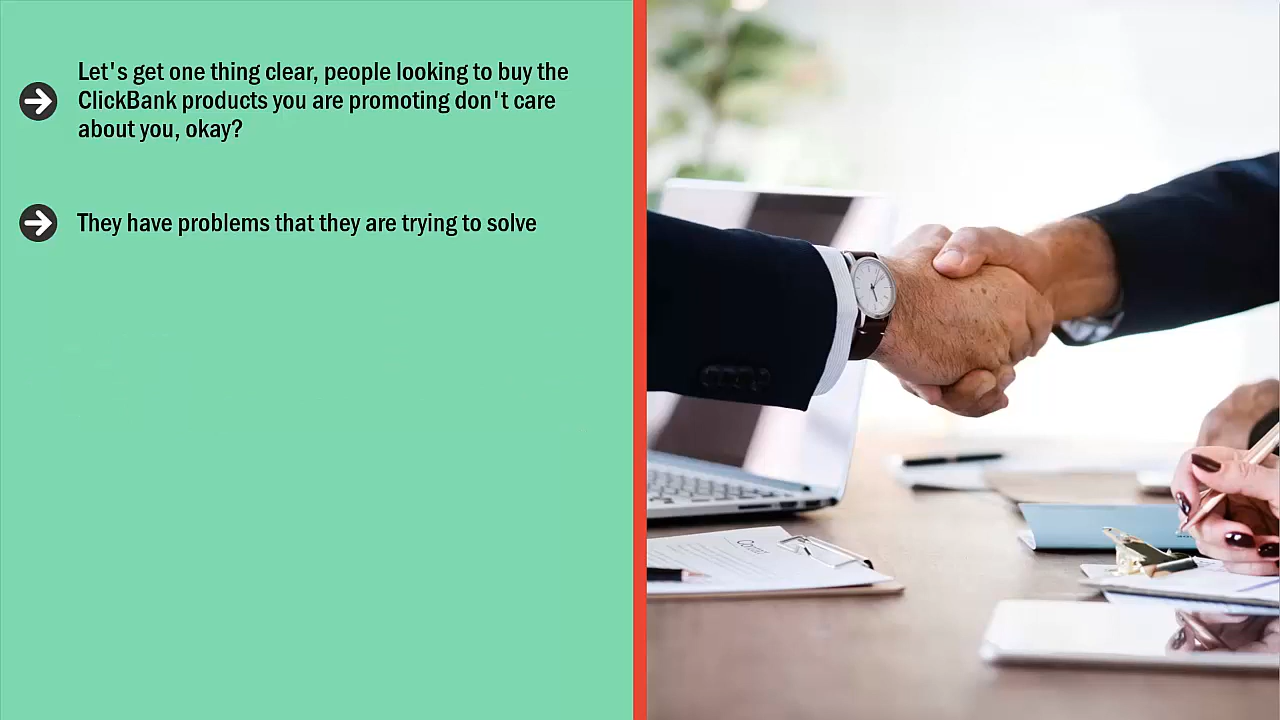 Let's get one thing clear, people looking to buy the
ClickBank products you are promoting don't care
about you, okay?
They have problems that they are trying to solve